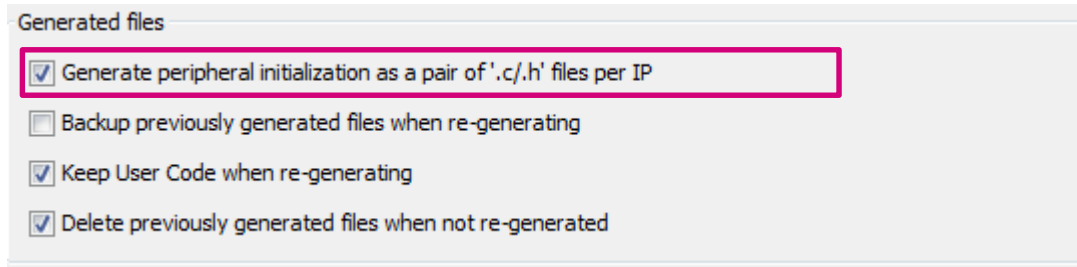 Generated files
Generate peripheral initialization as a pair of '.c/.h' files per IP
Backup previously generated files when re-generating
Keep User Code when re-generating
Delete previously generated files when not re-generated